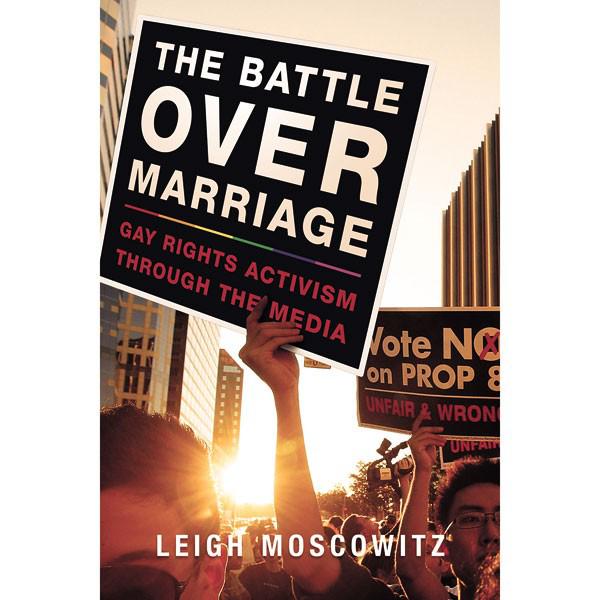 THE BATTLE
OVER
MARRIAGE
GAY RIGHTS ACTIVISM
THROUGH THE MEDIA
Vote NO
on PROP 8
UNFAIR & WRONG
UNFAIR
LEIGH MOSCOWITZ